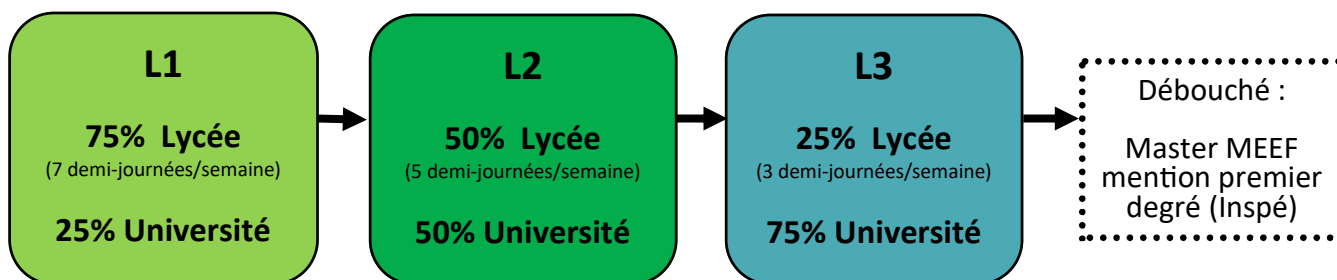 L1
75% Lycée
(7 demi-journées/semaine)
25% Université
L2
50% Lycée
(5 demi-journées/semaine)
50% Université
L3
25% Lycée
(3 demi-journées/semaine)
75% Université
Débouché :
Master MEEF
mention premier
degré (Inspé)